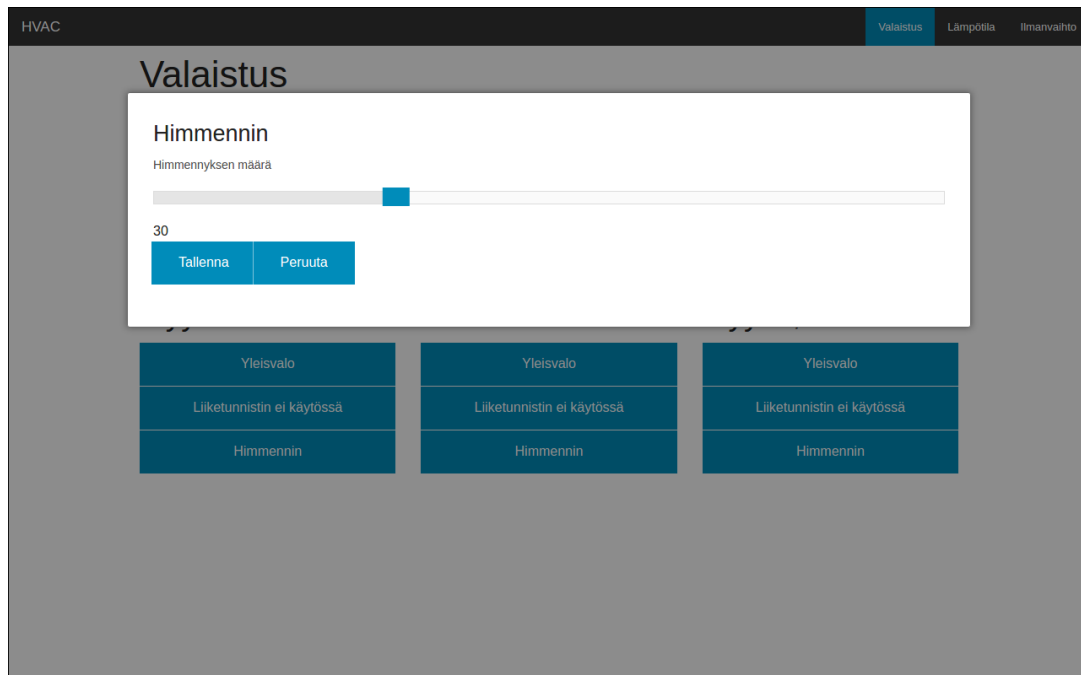 HVAC Valaistus Lämpötila Ilmanvaihto
Valaistus
Himmennin
Himmennyksen määrä
30
Tallenna Peruuta
Yleisvalo Yleisvalo Yleisvalo
Liiketunnistin ei käytössä Liiketunnistin ei käytössä Liiketunnistin ei käytössä
Himmennin Himmennin Himmennin